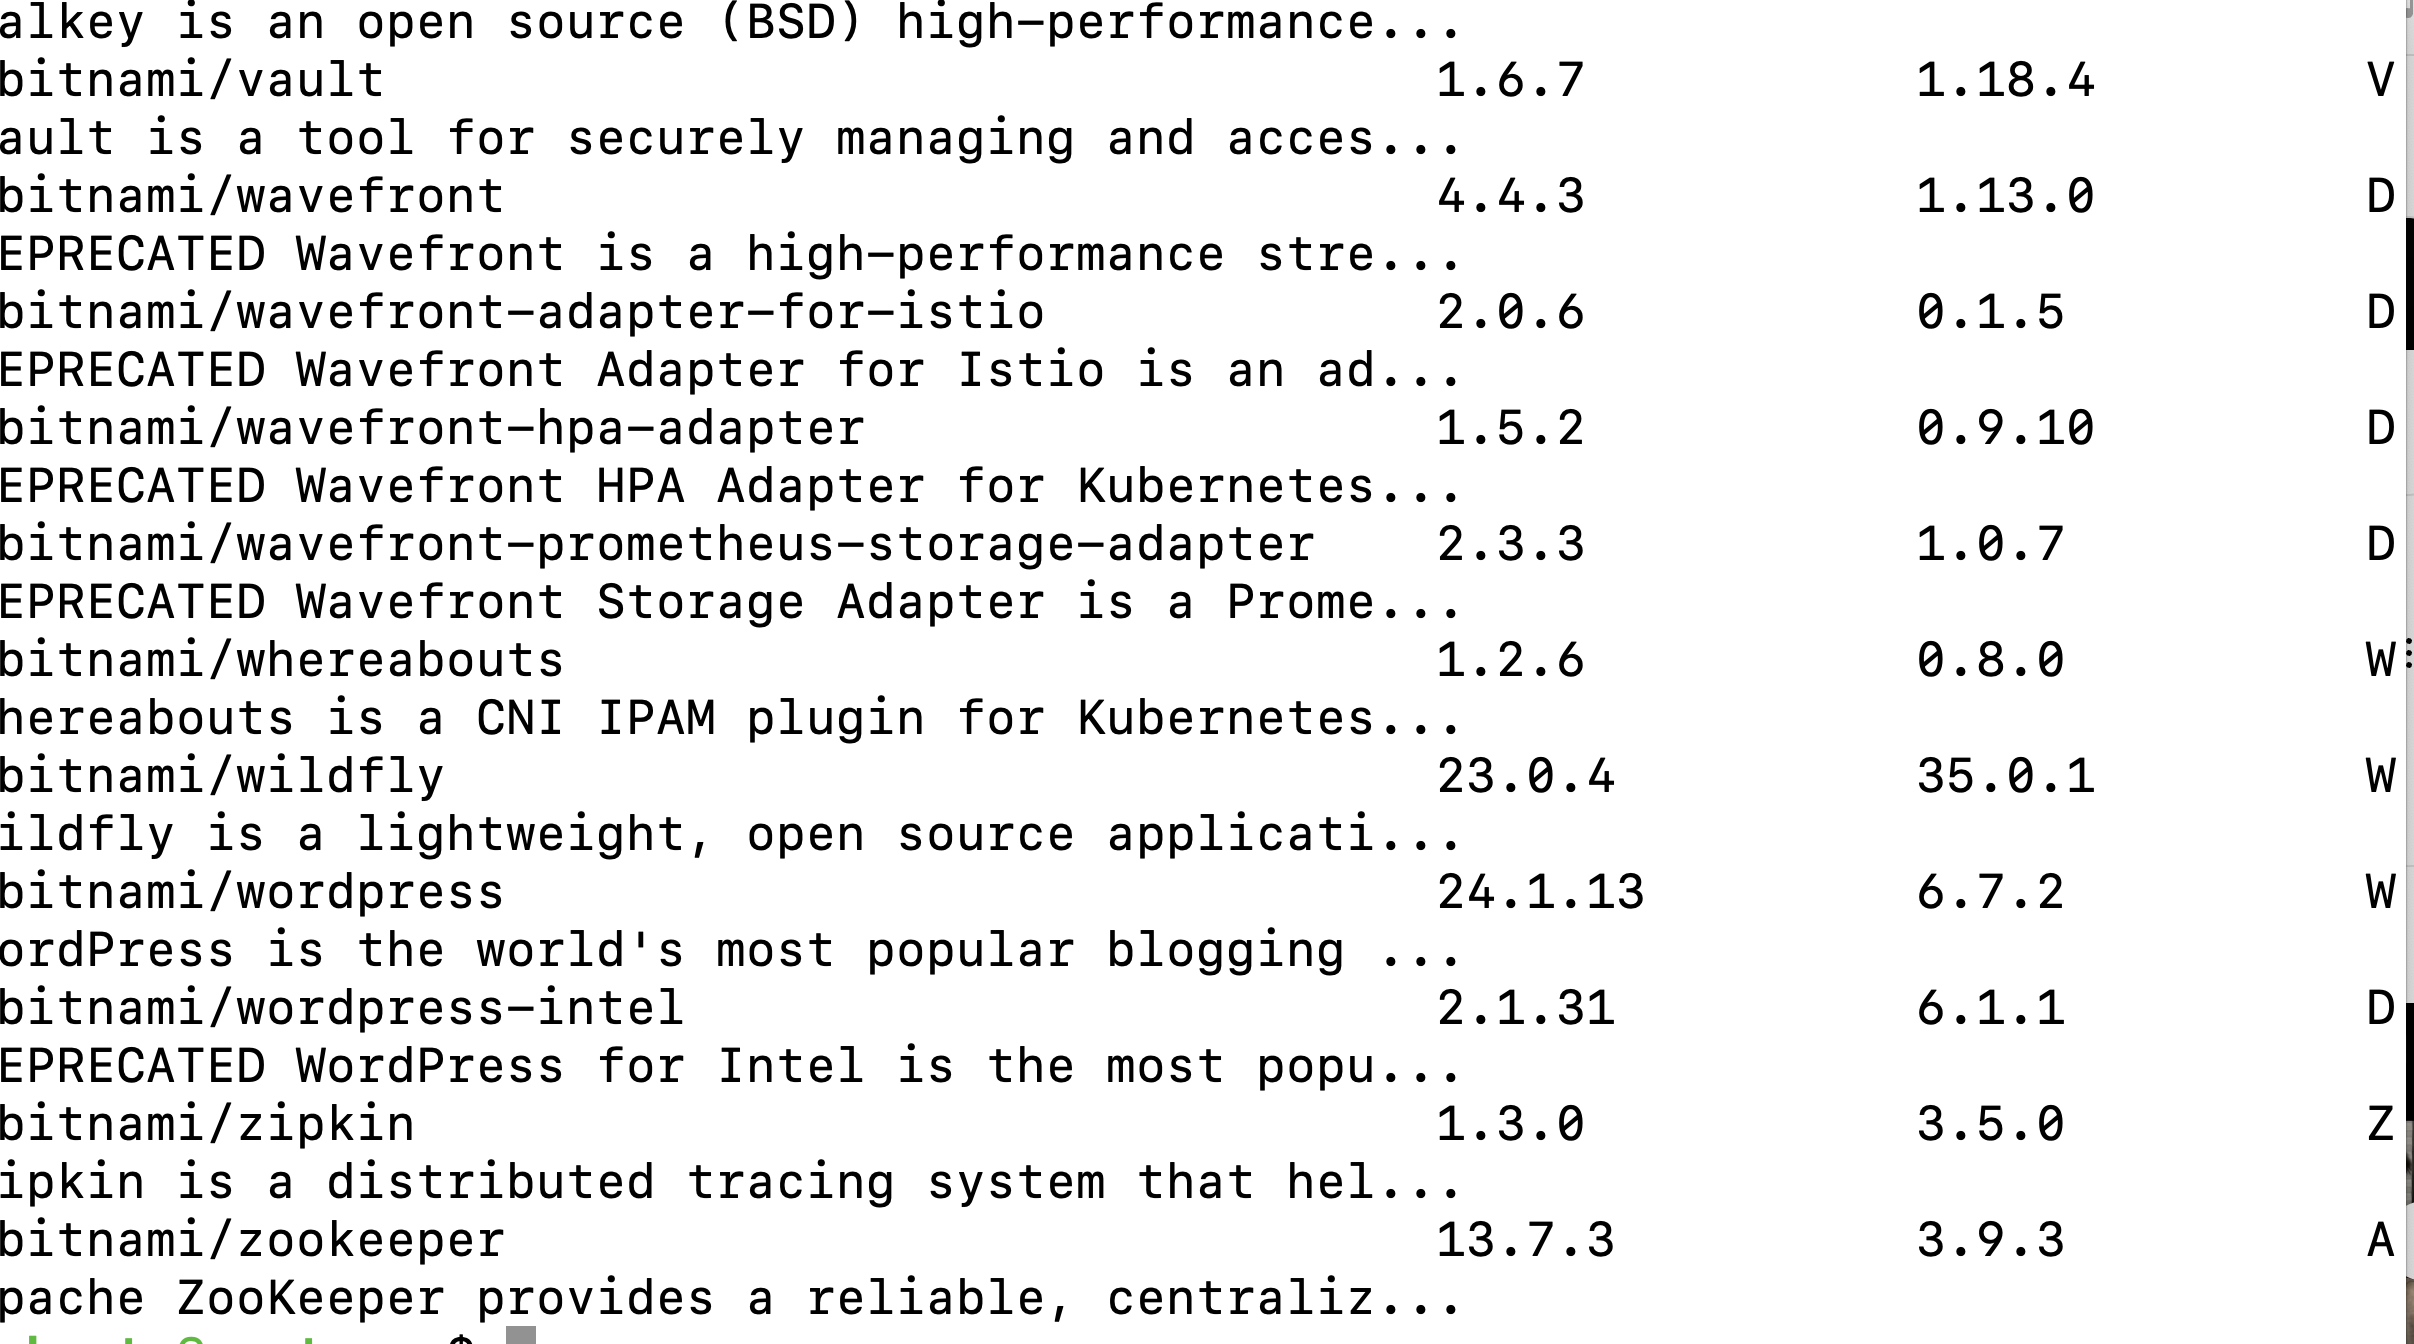 alkey is an open source (BSD) high-performance...
bitnami/vault 1.6.7 1.18.4 V
ault is a tool for securely managing and acces...
bitnami/wavefront 4.4.3 1.13.0 D
EPRECATED Wavefront is a high-performance stre...
bitnami/wavefront-adapter-for-istio 2.0.6 0.1.5 D
EPRECATED Wavefront Adapter for Istio is an ad...
bitnami/wavefront-hpa-adapter 1.5.2 0.9.10 D
EPRECATED Wavefront HPA Adapter for Kubernetes...
bitnami/wavefront-prometheus-storage-adapter 2.3.3 1.0.7 D
EPRECATED Wavefront Storage Adapter is a Prome...
bitnami/whereabouts 1.2.6 0.8.0 W
hereabouts is a CNI IPAM plugin for Kubernetes...
bitnami/wildfly 23.0.4 35.0.1 W
ildfly is a lightweight, open source applicati...
bitnami/wordpress 24.1.13 6.7.2 W
ordPress is the world's most popular blogging ...
bitnami/wordpress-intel 2.1.31 6.1.1 D
EPRECATED WordPress for Intel is the most popu...
bitnami/zipkin 1.3.0 3.5.0 Z
ipkin is a distributed tracing system that hel...
bitnami/zookeeper 13.7.3 3.9.3 A
pache ZooKeeper provides a reliable, centraliz...
$